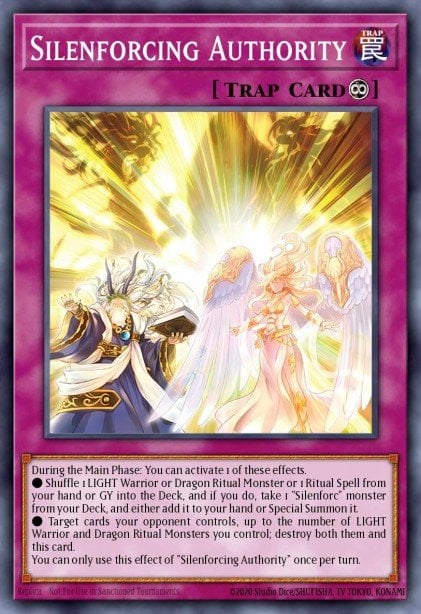 SILENFORCING AUTHORITY
TRAP
罠
[TRAP CARD♾]
During the Main Phase: You can activate 1 of these effects.
● Shuffle 1 LIGHT Warrior or Dragon Ritual Monster or 1 Ritual Spell from
your hand or GY into the Deck, and if you do, take 1 "Silenforc" monster
from your Deck, and either add it to your hand or Special Summon it.
● Target cards your opponent controls, up to the number of LIGHT
Warrior and Dragon Ritual Monsters you control; destroy both them and
this card.
You can only use this effect of "Silenforcing Authority" once per turn.
Replica - Not For Use in Sanctioned Tournaments
©2020 Studio Dice/SHUEISHA, TV TOKYO, KONAMI